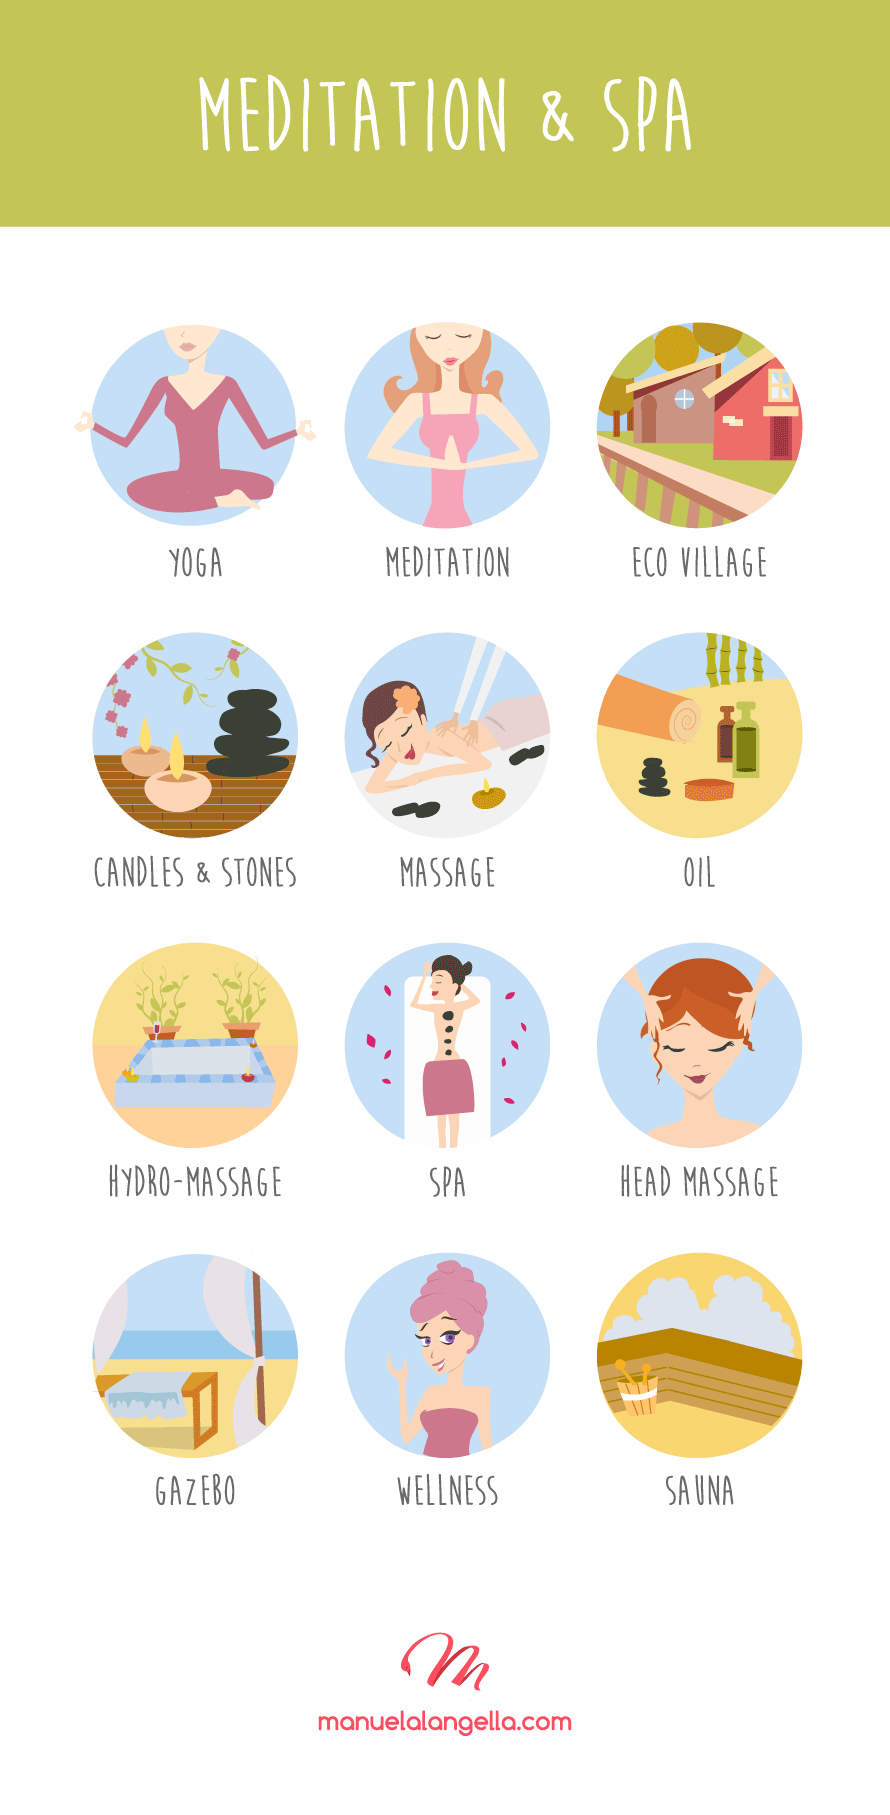 MEDITATION & SPA
YOGA
MEDITATION
ECO VILLAGE
CANDLES & STONES
MASSAGE
OIL
HYDRO-MASSAGE
SPA
HEAD MASSAGE
GAZEBO
WELLNESS
SAUNA
manuelalangella.com